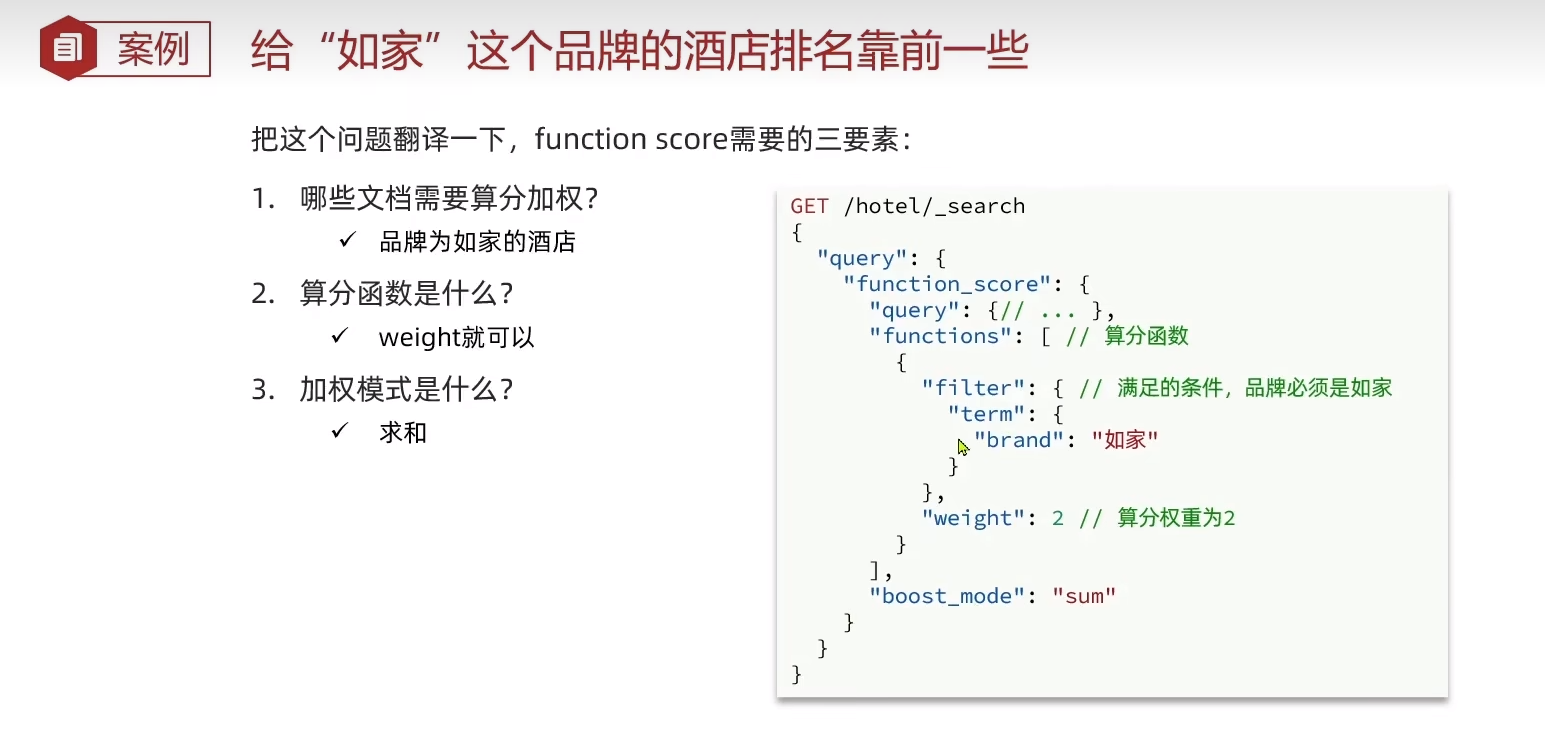 案例
给“如家”这个品牌的酒店排名靠前一些
把这个问题翻译一下，function score需要的三要素：
1. 哪些文档需要算分加权？
✓ 品牌为如家的酒店
2. 算分函数是什么？
✓ weight就可以
3. 加权模式是什么？
✓ 求和
GET /hotel/_search
{
  "query": {
    "function_score": {
      "query": {// ... },
      "functions": [ // 算分函数
        {
          "filter": { // 满足的条件，品牌必须是如家
            "term": {
              "brand": "如家"
            }
          },
          "weight": 2 // 算分权重为2
        }
      ],
      "boost_mode": "sum"
    }
  }
}